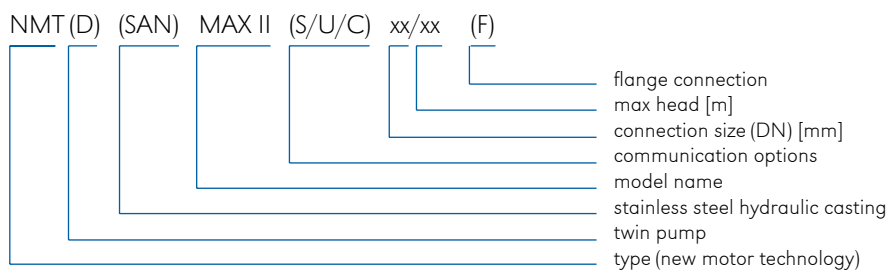 NMT (D) (SAN) MAX II (S/U/C) xx/xx (F)
flange connection
max head [m]
connection size (DN) [mm]
communication options
model name
stainless steel hydraulic casting
twin pump
type (new motor technology)